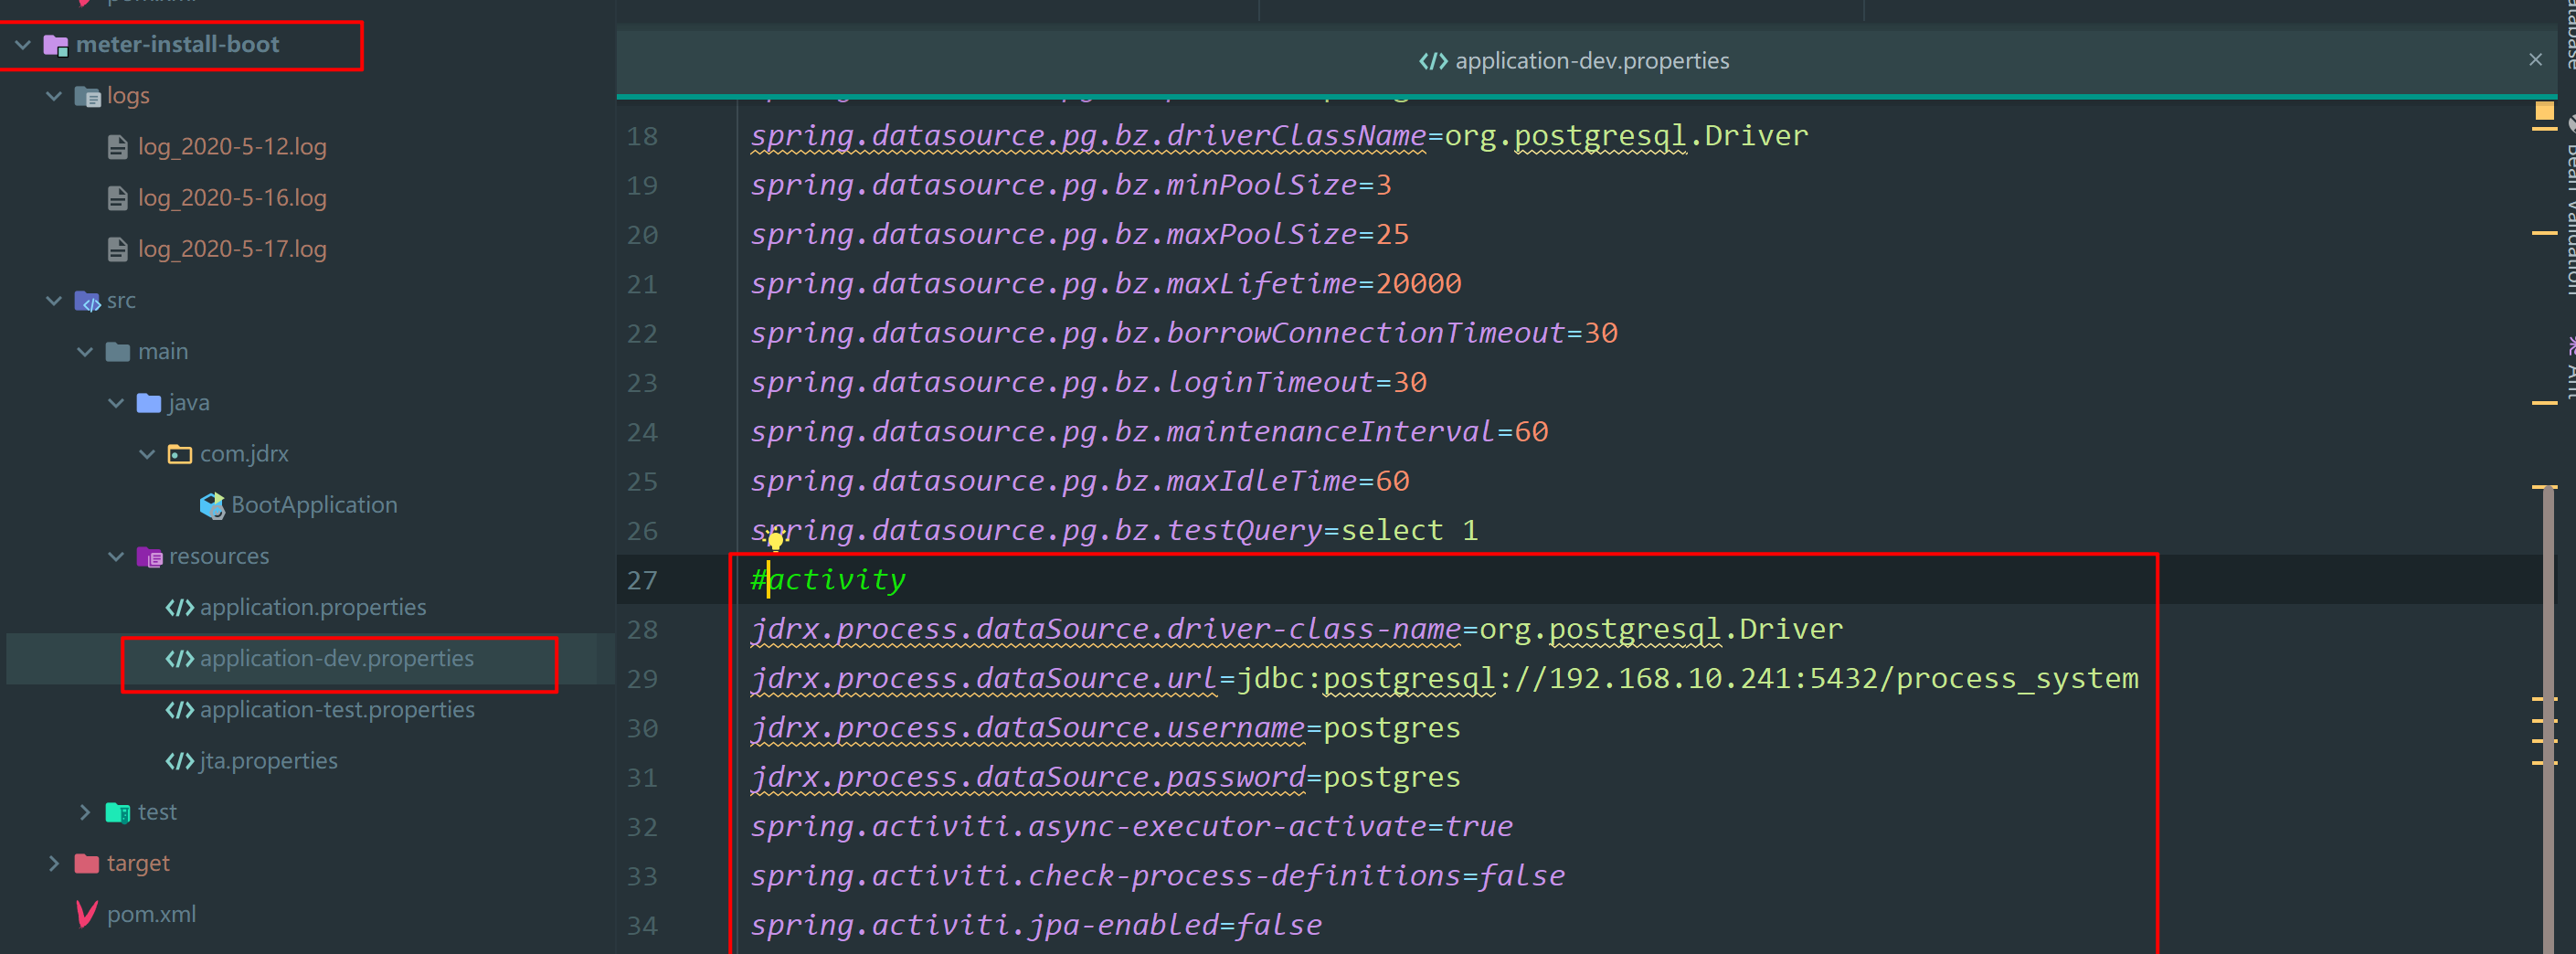 meter-install-boot
logs
log_2020-5-12.log
log_2020-5-16.log
log_2020-5-17.log
src
main
java
com.jdrx
BootApplication
resources
application.properties
application-dev.properties
application-test.properties
jta.properties
test
target
pom.xml
application-dev.properties
18 spring.datasource.pg.bz.driverClassName=org.postgresql.Driver
19 spring.datasource.pg.bz.minPoolSize=3
20 spring.datasource.pg.bz.maxPoolSize=25
21 spring.datasource.pg.bz.maxLifetime=20000
22 spring.datasource.pg.bz.borrowConnectionTimeout=30
23 spring.datasource.pg.bz.loginTimeout=30
24 spring.datasource.pg.bz.maintenanceInterval=60
25 spring.datasource.pg.bz.maxIdleTime=60
26 spring.datasource.pg.bz.testQuery=select 1
27 #activity
28 jdrx.process.dataSource.driver-class-name=org.postgresql.Driver
29 jdrx.process.dataSource.url=jdbc:postgresql://192.168.10.241:5432/process_system
30 jdrx.process.dataSource.username=postgres
31 jdrx.process.dataSource.password=postgres
32 spring.activiti.async-executor-activate=true
33 spring.activiti.check-process-definitions=false
34 spring.activiti.jpa-enabled=false
Bean Validation
Ant